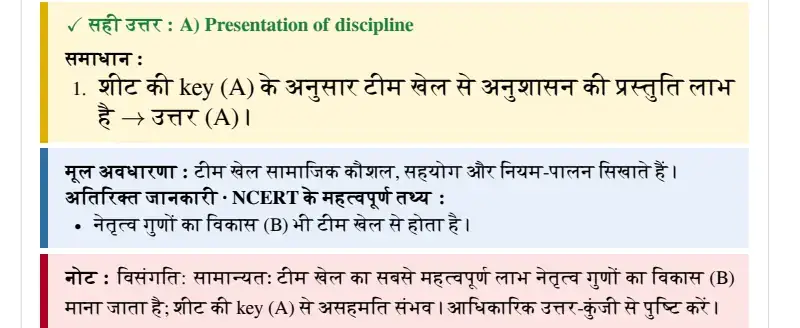 ✓ सही उत्तर : A) Presentation of discipline
समाधान :
1. शीट की key (A) के अनुसार टीम खेल से अनुशासन की प्रस्तुति लाभ
है → उत्तर (A)।
मूल अवधारणा : टीम खेल सामाजिक कौशल, सहयोग और नियम-पालन सिखाते हैं।
अतिरिक्त जानकारी · NCERT के महत्वपूर्ण तथ्य :
• नेतृत्व गुणों का विकास (B) भी टीम खेल से होता है।
नोट : विसंगति: सामान्यतः टीम खेल का सबसे महत्वपूर्ण लाभ नेतृत्व गुणों का विकास (B)
माना जाता है; शीट की key (A) से असहमति संभव। आधिकारिक उत्तर-कुंजी से पुष्टि करें।